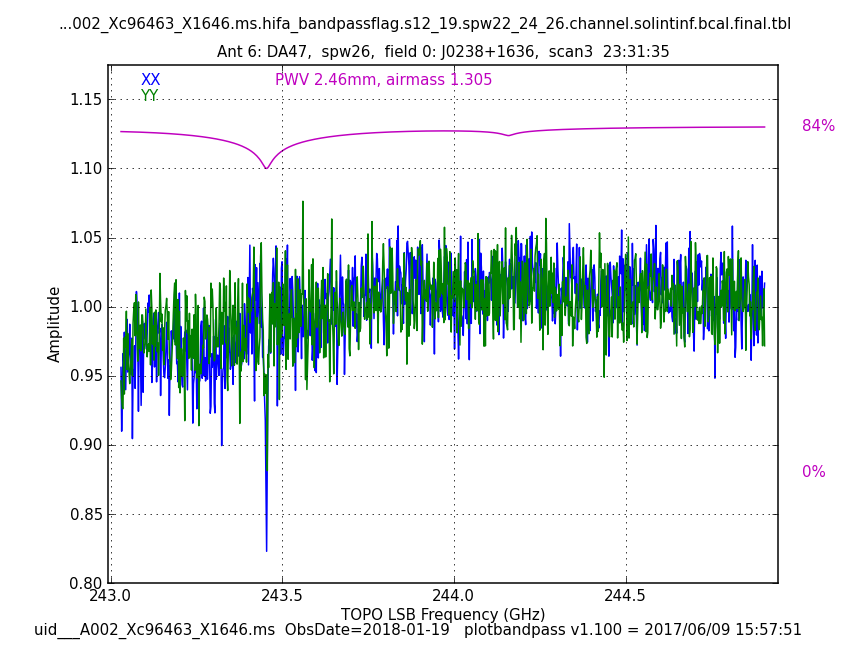 ...002_Xc96463_X1646.ms.hifa_bandpassflag.s12_19.spw22_24_26.channel.solintinf.bcal.final.tbl
Ant 6: DA47,  spw26,  field 0: J0238+1636,  scan3  23:31:35
XX
PWV 2.46mm, airmass 1.305
YY
1.15
84%
1.10
1.05
1.00
Amplitude
0.95
0.90
0%
0.85
0.80
243.0 243.5 244.0 244.5
TOPO LSB Frequency (GHz)
uid___A002_Xc96463_X1646.ms  ObsDate=2018-01-19   plotbandpass v1.100 = 2017/06/09 15:57:51